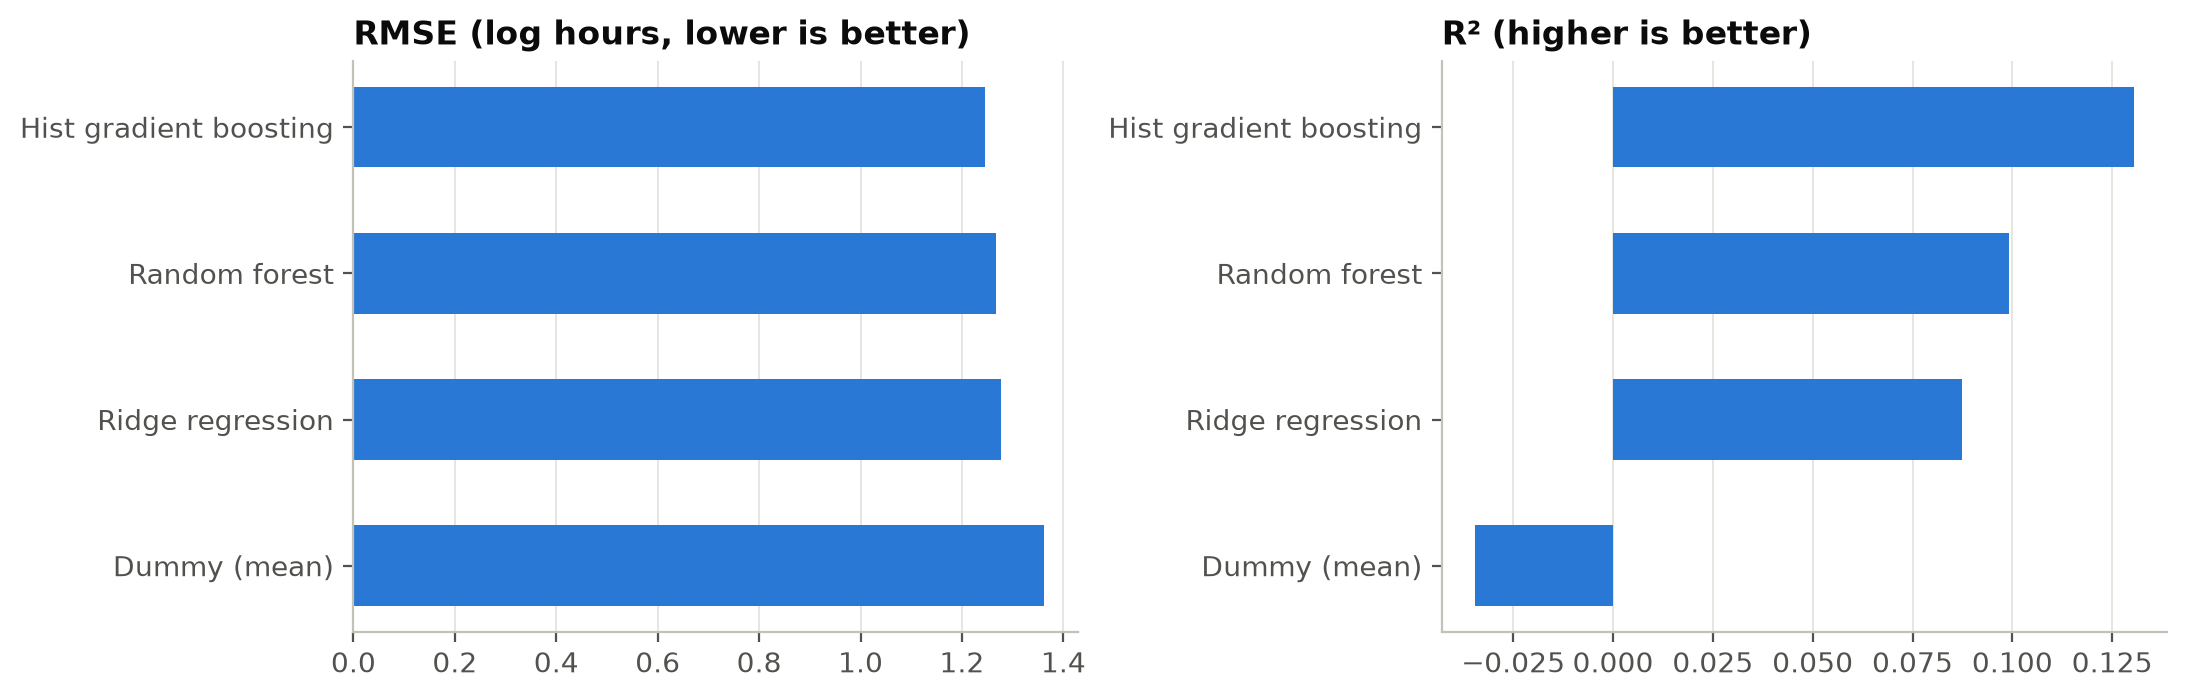 RMSE (log hours, lower is better)
Hist gradient boosting
Random forest
Ridge regression
Dummy (mean)
0.0 0.2 0.4 0.6 0.8 1.0 1.2 1.4
R² (higher is better)
Hist gradient boosting
Random forest
Ridge regression
Dummy (mean)
−0.025 0.000 0.025 0.050 0.075 0.100 0.125